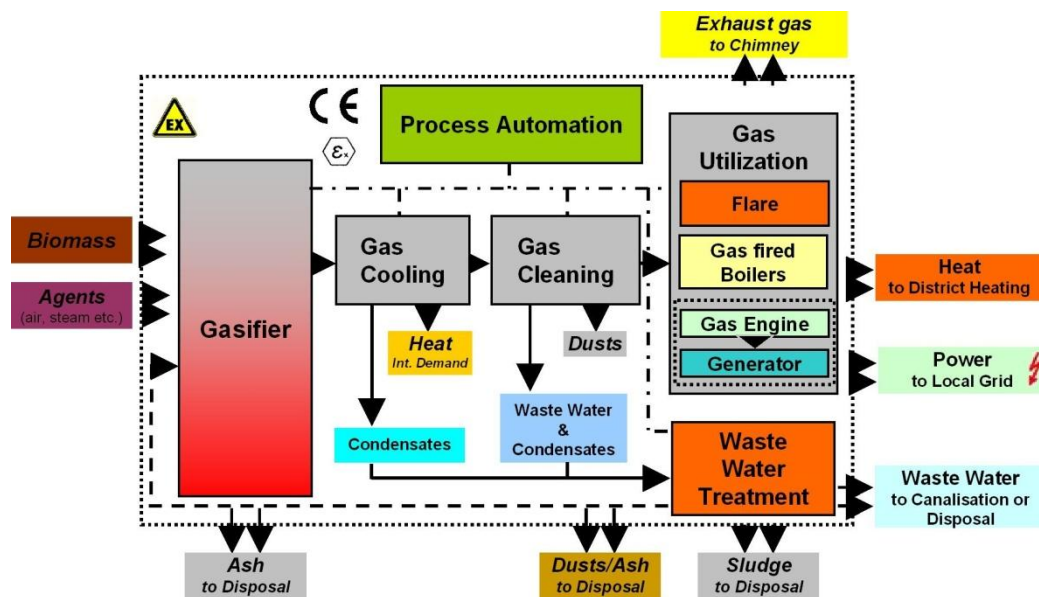 Exhaust gas
to Chimney
EX
CE
εx
Process Automation
Gas
Utilization
Flare
Gas fired
Boilers
Gas Engine
Generator
Biomass
Agents
(air, steam etc.)
Gasifier
Gas
Cooling
Gas
Cleaning
Heat
Int. Demand
Dusts
Condensates
Waste Water
&
Condensates
Waste
Water
Treatment
Heat
to District Heating
Power
to Local Grid
Waste Water
to Canalisation or
Disposal
Ash
to Disposal
Dusts/Ash
to Disposal
Sludge
to Disposal